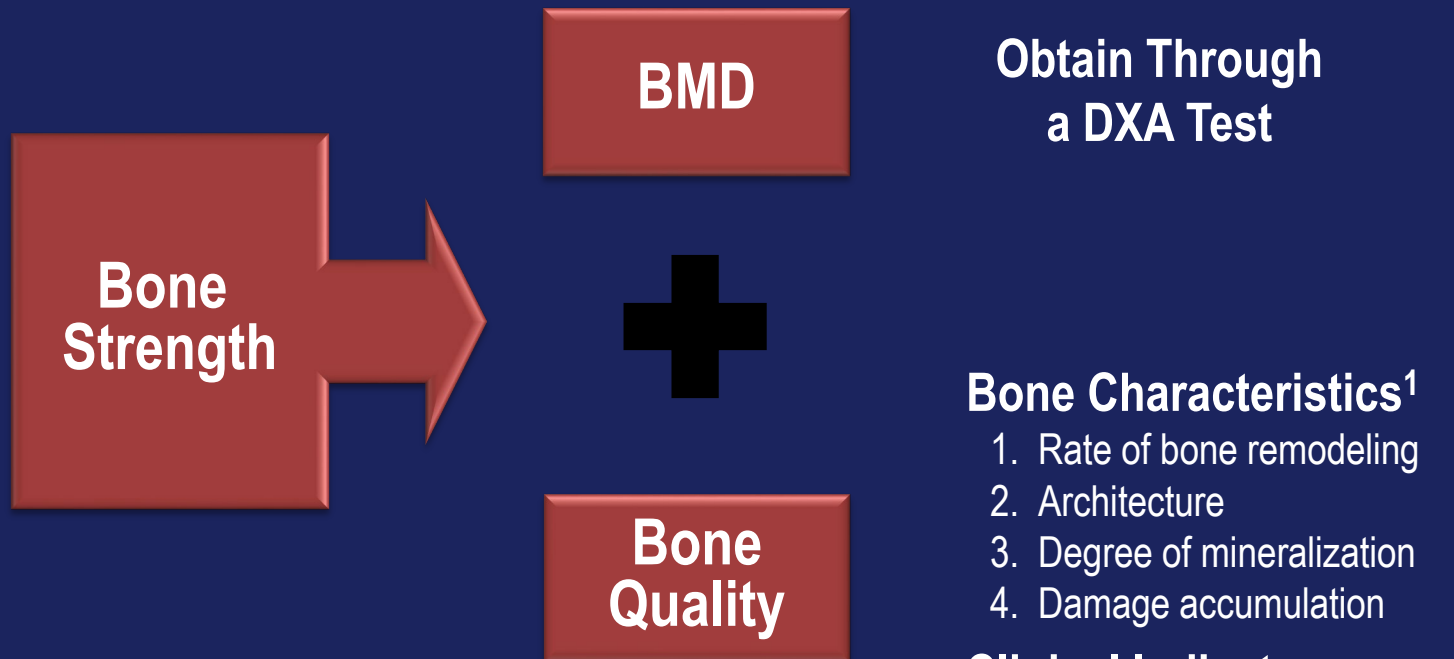 BMD
Obtain Through
a DXA Test
Bone
Strength
Bone Characteristics¹
1. Rate of bone remodeling
2. Architecture
3. Degree of mineralization
4. Damage accumulation
Bone
Quality